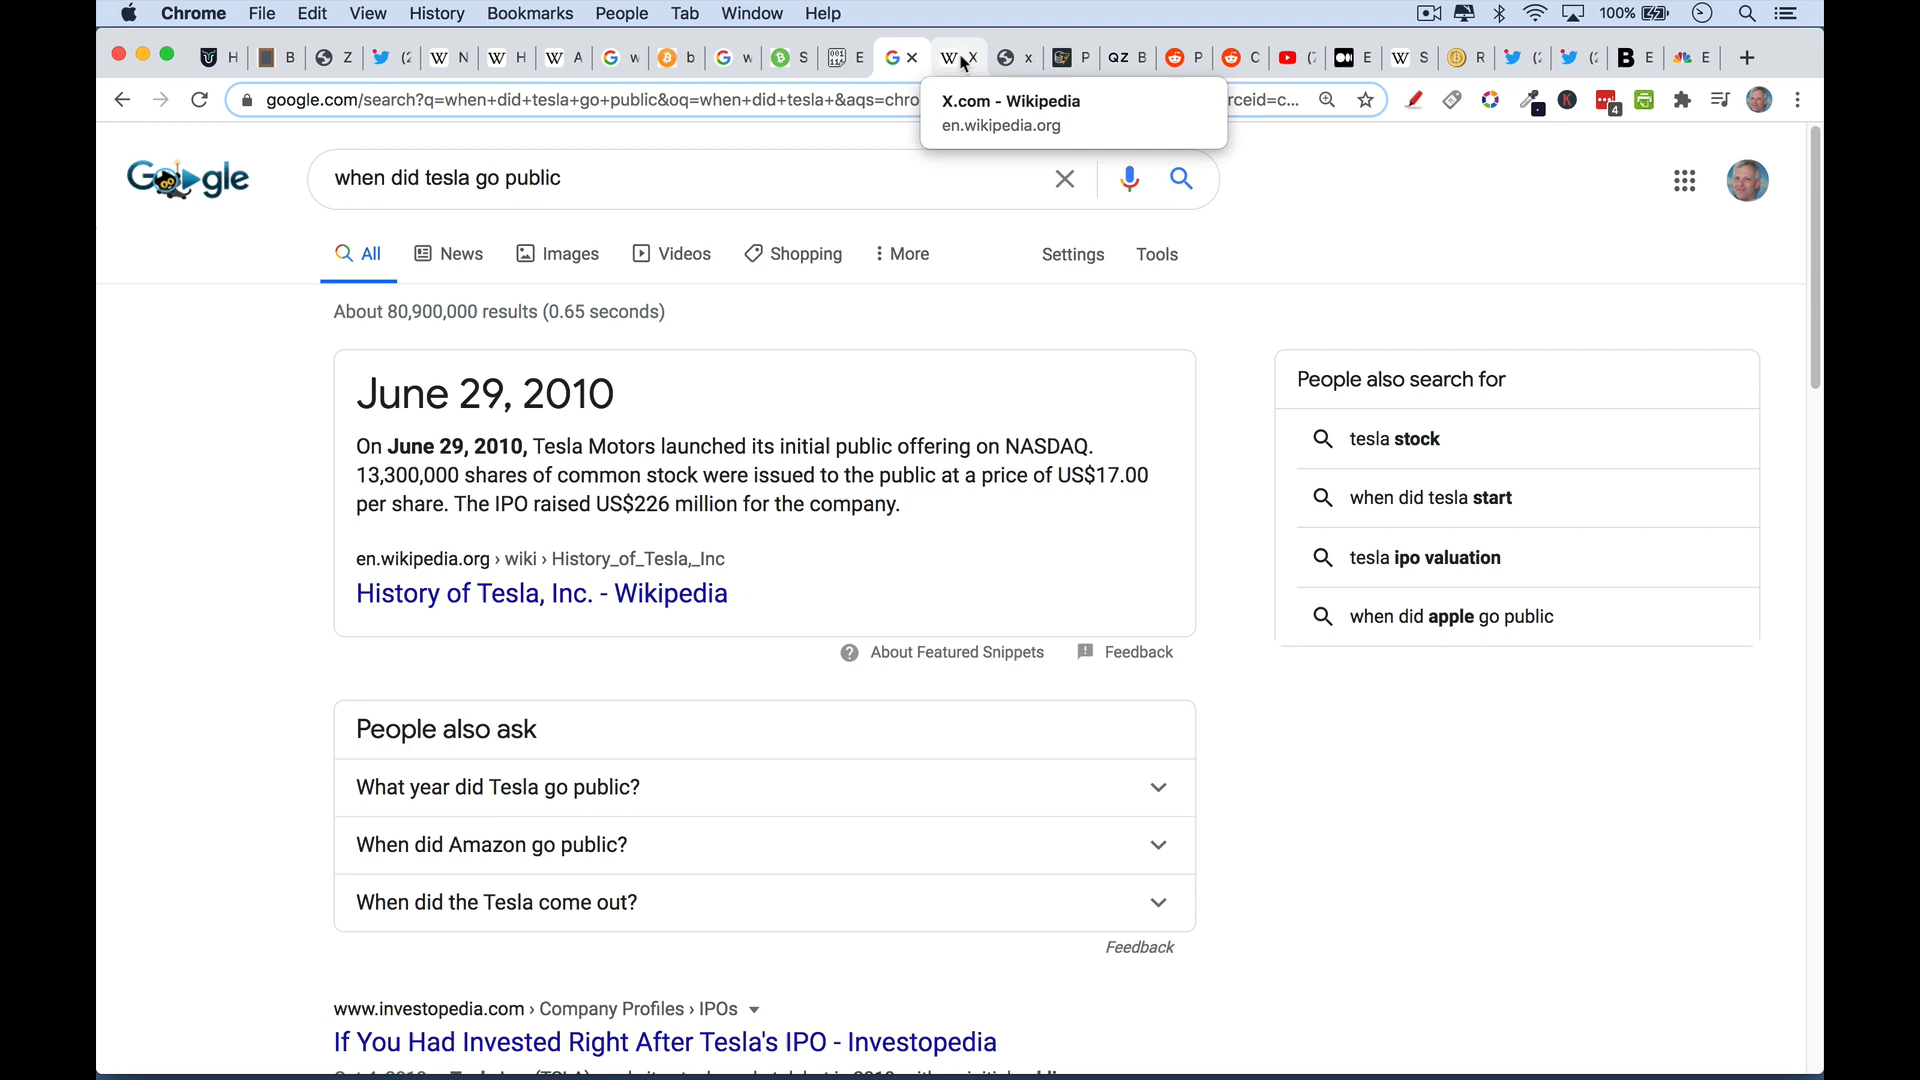 Chrome File Edit View History Bookmarks People Tab Window Help 100%
H B Z (2 N H A w b w S E X x P QZ B P C (7 E S R (2 (2 B E E
google.com/search?q=when+did+tesla+go+public&oq=when+did+tesla+&aqs=chro rceid=c... 4
X.com - Wikipedia
en.wikipedia.org
Google
when did tesla go public
All News Images Videos Shopping More Settings Tools
About 80,900,000 results (0.65 seconds)
June 29, 2010
On June 29, 2010, Tesla Motors launched its initial public offering on NASDAQ.
13,300,000 shares of common stock were issued to the public at a price of US$17.00
per share. The IPO raised US$226 million for the company.
en.wikipedia.org › wiki › History_of_Tesla,_Inc
History of Tesla, Inc. - Wikipedia
About Featured Snippets Feedback
People also search for
tesla stock
when did tesla start
tesla ipo valuation
when did apple go public
People also ask
What year did Tesla go public?
When did Amazon go public?
When did the Tesla come out?
Feedback
www.investopedia.com › Company Profiles › IPOs
If You Had Invested Right After Tesla's IPO - Investopedia